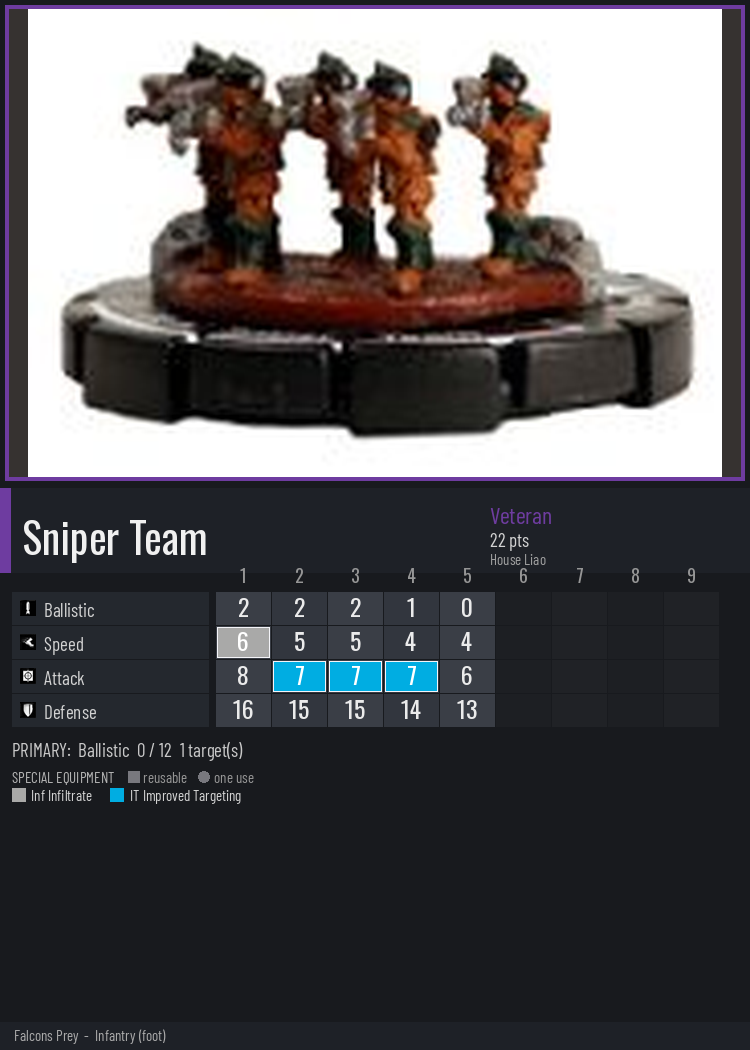 Sniper Team
Veteran
22 pts
House Liao
1 2 3 4 5 6 7 8 9
Ballistic 2 2 2 1 0
Speed 6 5 5 4 4
Attack 8 7 7 7 6
Defense 16 15 15 14 13
PRIMARY: Ballistic 0 / 12 1 target(s)
SPECIAL EQUIPMENT reusable one use
Inf Infiltrate IT Improved Targeting
Falcons Prey - Infantry (foot)